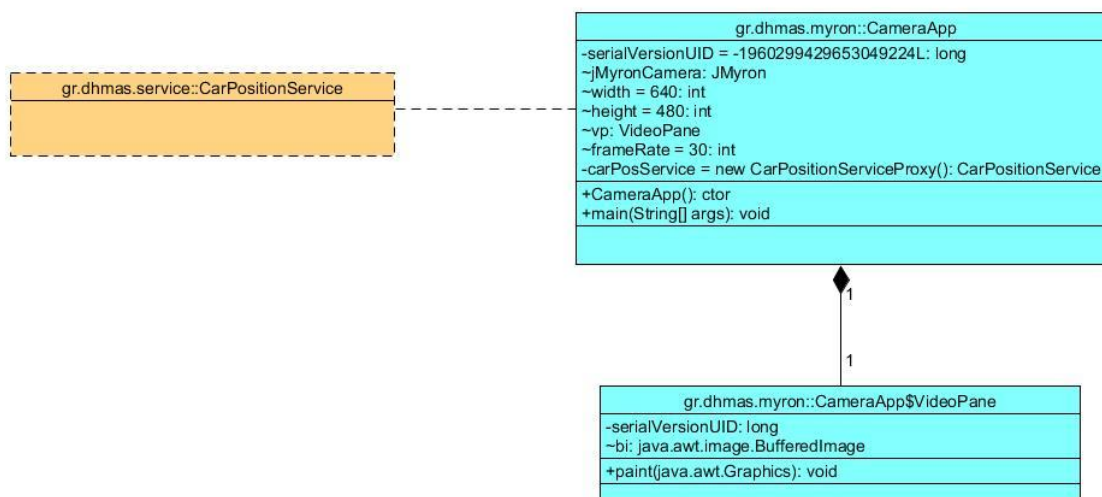 gr.dhmas.service::CarPositionService
gr.dhmas.myron::CameraApp
-serialVersionUID = -1960299429653049224L: long
~jMyronCamera: JMyron
~width = 640: int
~height = 480: int
~vp: VideoPane
~frameRate = 30: int
-carPosService = new CarPositionServiceProxy(): CarPositionService
+CameraApp(): ctor
+main(String[] args): void
1
1
gr.dhmas.myron::CameraApp$VideoPane
-serialVersionUID: long
~bi: java.awt.image.BufferedImage
+paint(java.awt.Graphics): void